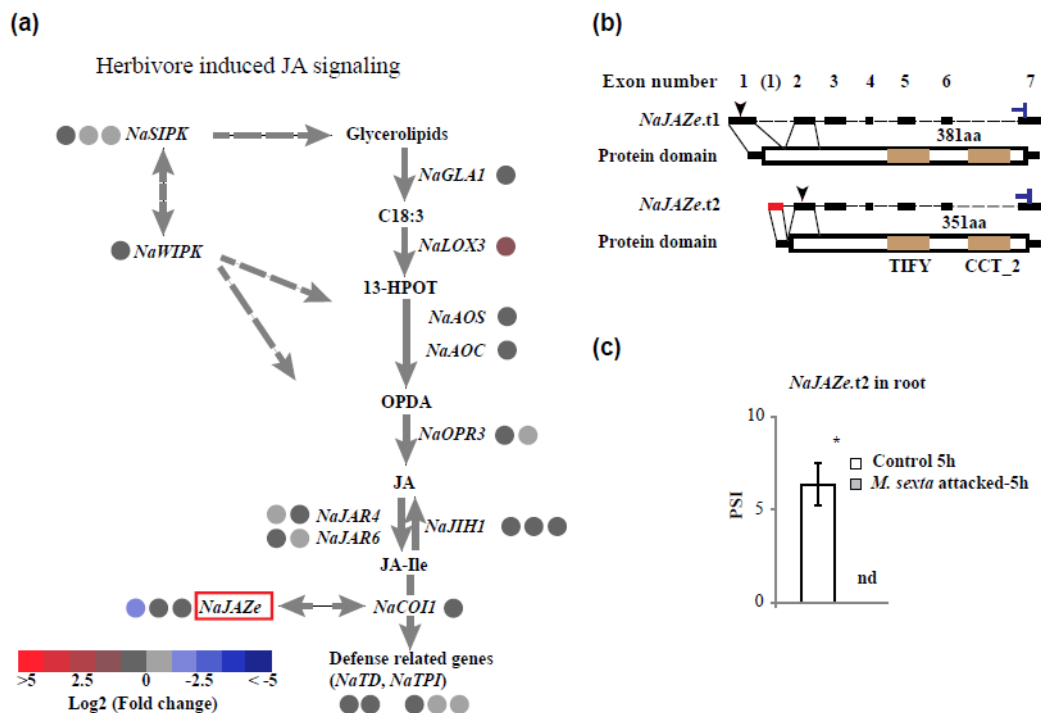 (a)
Herbivore induced JA signaling
NaSIPK
Glycerolipids
NaGLA1
C18:3
NaWIPK
NaLOX3
13-HPOT
NaAOS
NaAOC
OPDA
NaOPR3
JA
NaJAR4
NaJAR6
NaJIH1
JA-Ile
NaJAZe
NaCOI1
Defense related genes
(NaTD, NaTPI)
>5 2.5 0 -2.5 < -5
Log2 (Fold change)
(b)
Exon number 1 (1) 2 3 4 5 6 7
NaJAZe.t1
381aa
Protein domain
NaJAZe.t2
351aa
Protein domain
TIFY CCT_2
(c)
NaJAZe.t2 in root
10
*
Control 5h
M. sexta attacked-5h
PSI
5
nd
0